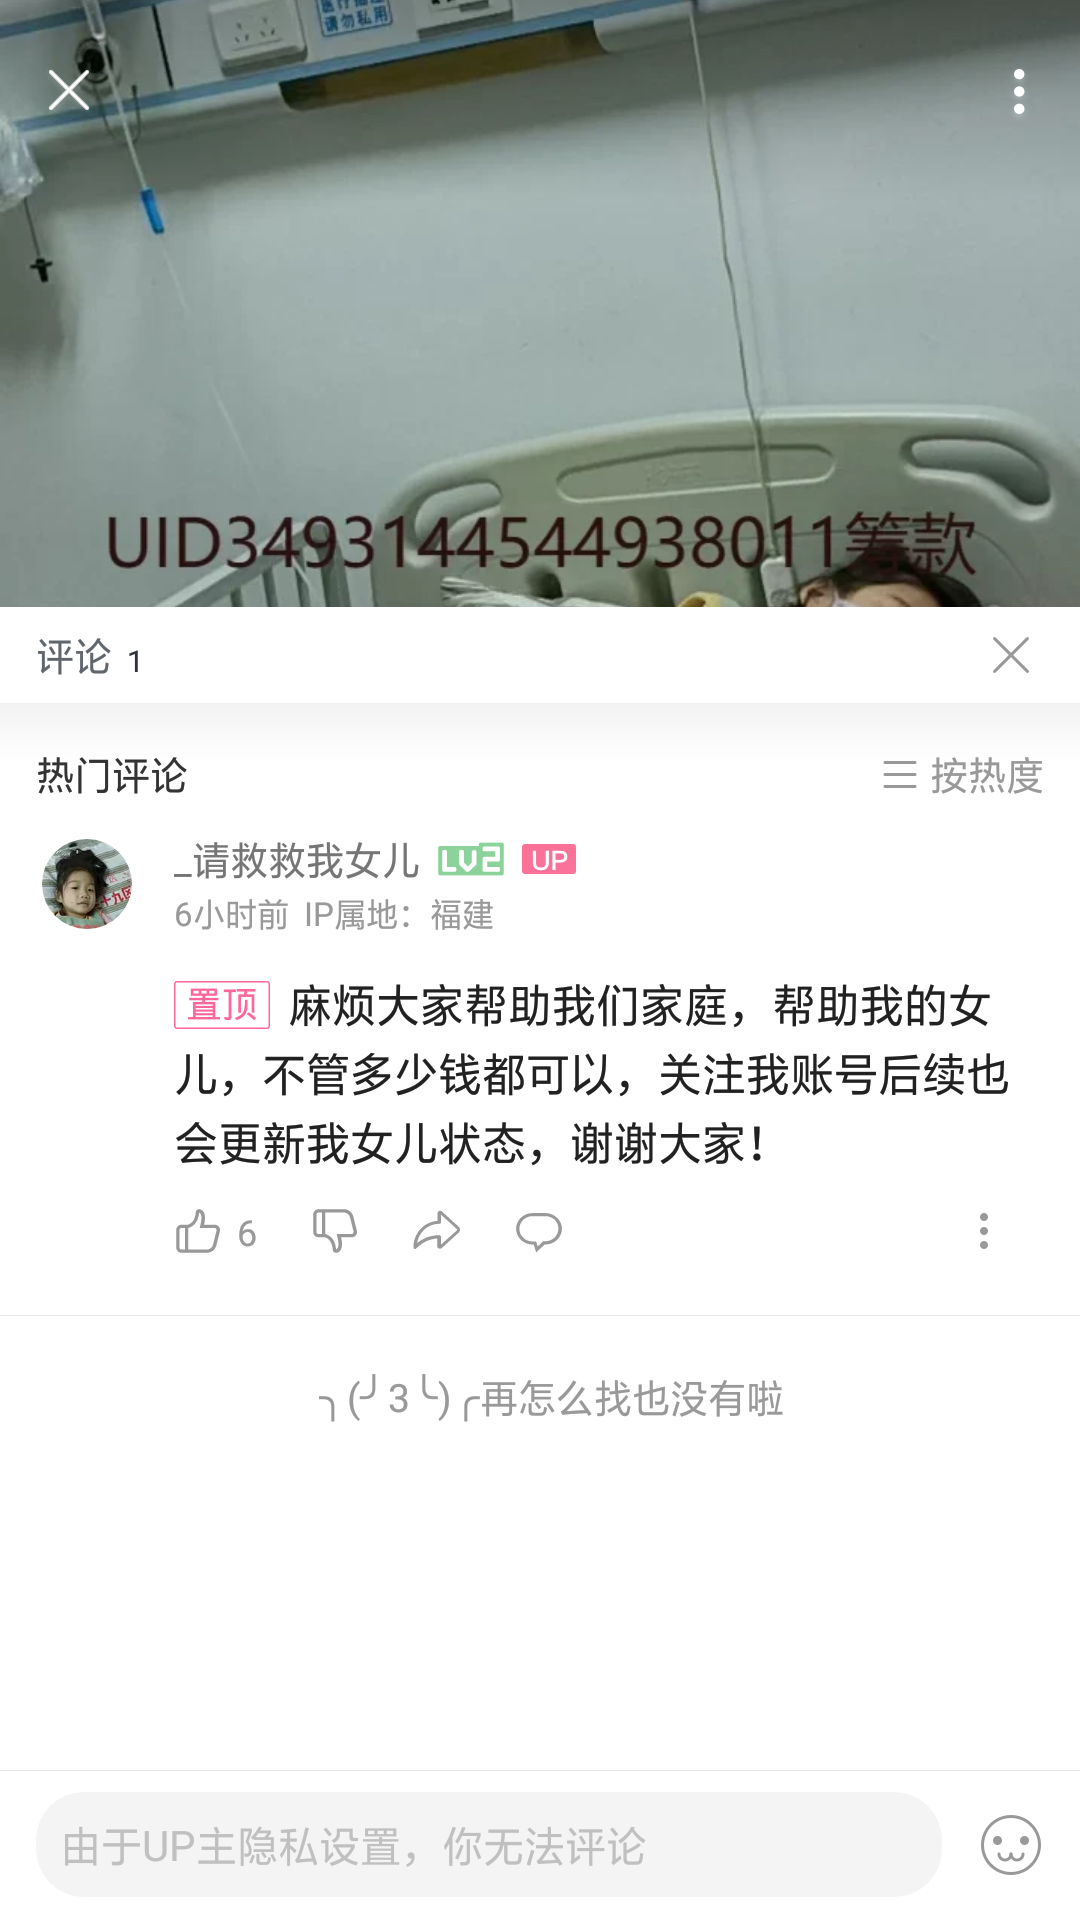 医疗插座
请勿私用
UID3493144544938011筹款
评论 1
热门评论
按热度
_请救救我女儿 LV2 UP
6小时前 IP属地：福建
置顶 麻烦大家帮助我们家庭，帮助我的女
儿，不管多少钱都可以，关注我账号后续也
会更新我女儿状态，谢谢大家！
6
╮(╯3╰)╭再怎么找也没有啦
由于UP主隐私设置，你无法评论